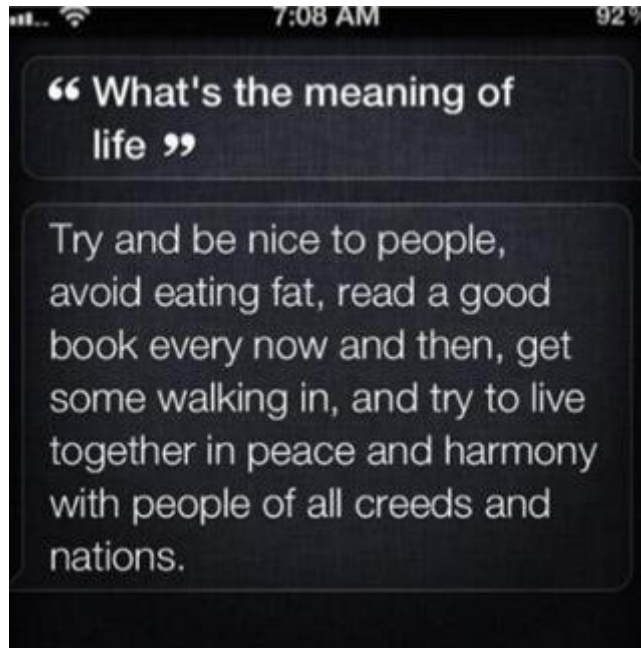 7:08 AM 92%
“ What's the meaning of
life ”
Try and be nice to people,
avoid eating fat, read a good
book every now and then, get
some walking in, and try to live
together in peace and harmony
with people of all creeds and
nations.